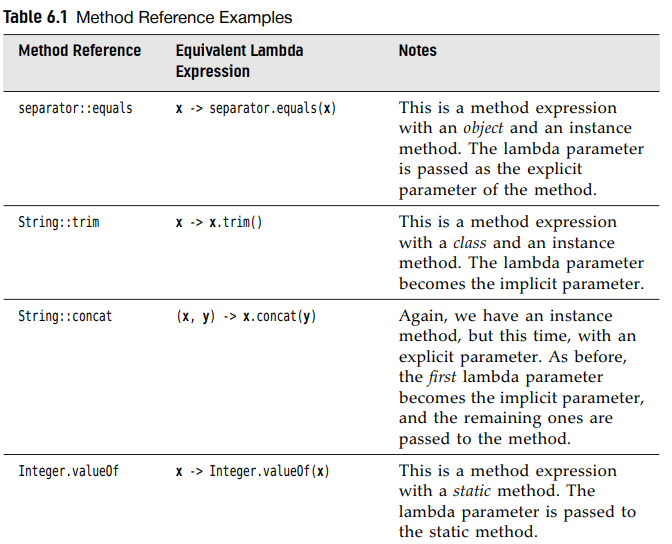 Table 6.1 Method Reference Examples
Method Reference Equivalent Lambda Notes
Expression
separator::equals x -> separator.equals(x) This is a method expression
with an object and an instance
method. The lambda parameter
is passed as the explicit
parameter of the method.
String::trim x -> x.trim() This is a method expression
with a class and an instance
method. The lambda parameter
becomes the implicit parameter.
String::concat (x, y) -> x.concat(y) Again, we have an instance
method, but this time, with an
explicit parameter. As before,
the first lambda parameter
becomes the implicit parameter,
and the remaining ones are
passed to the method.
Integer.valueOf x -> Integer.valueOf(x) This is a method expression
with a static method. The
lambda parameter is passed to
the static method.